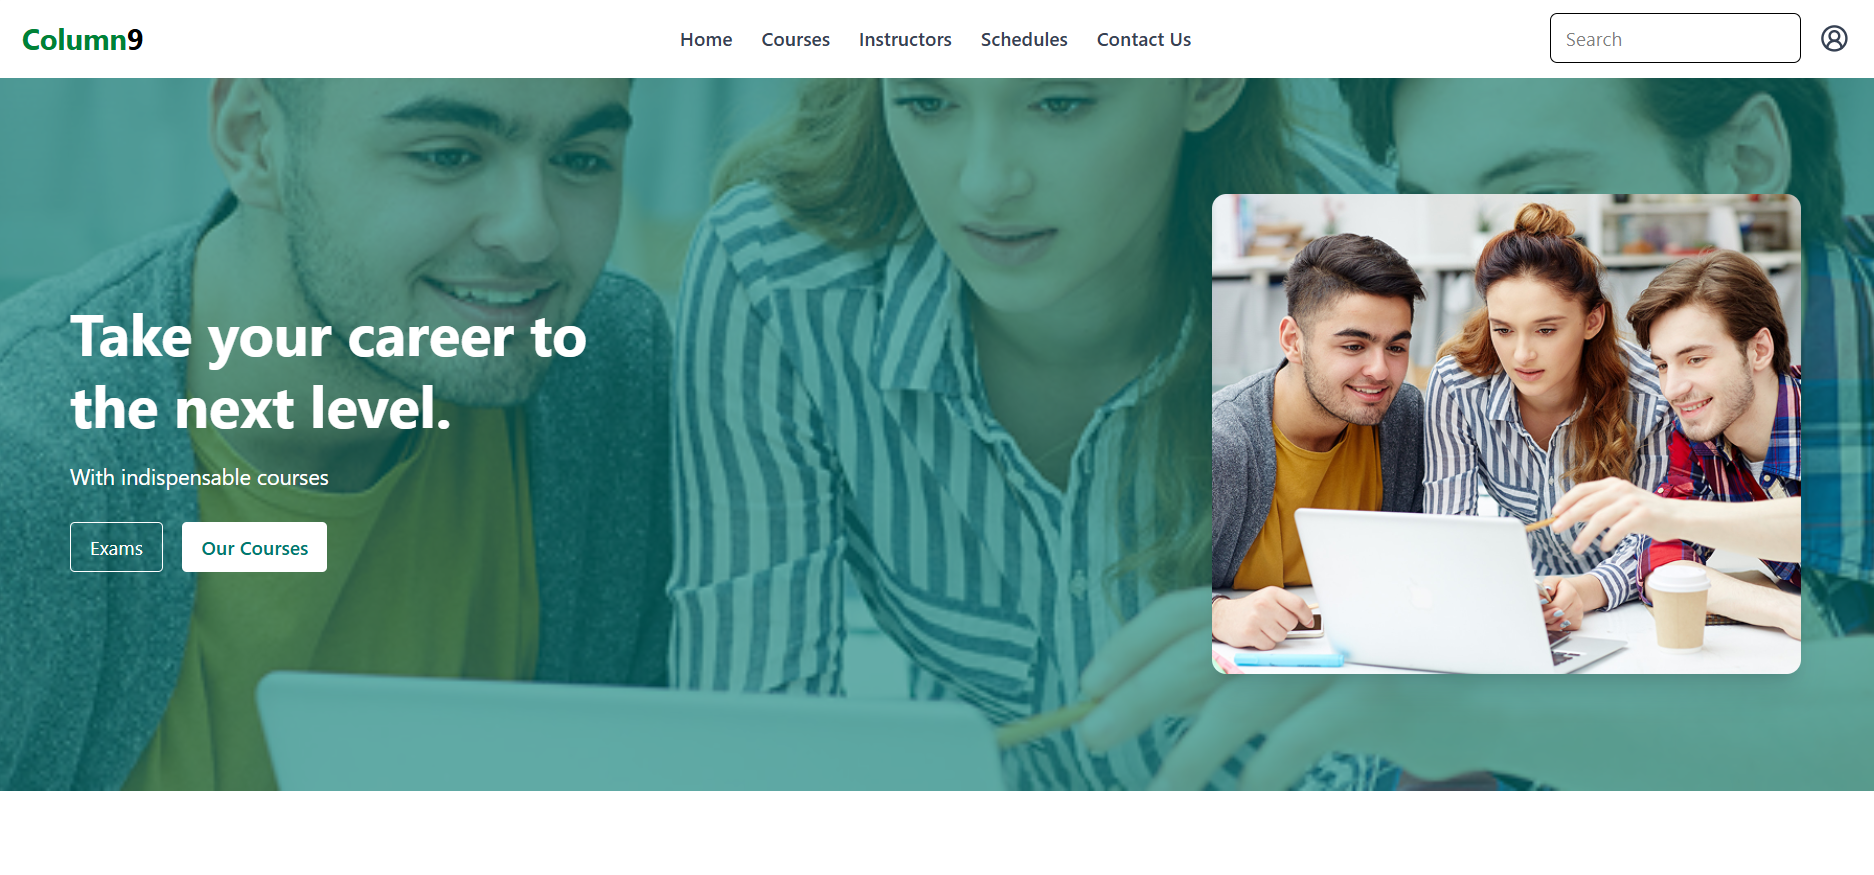 Column9
Home Courses Instructors Schedules Contact Us
Search
Take your career to
the next level.
With indispensable courses
Exams Our Courses